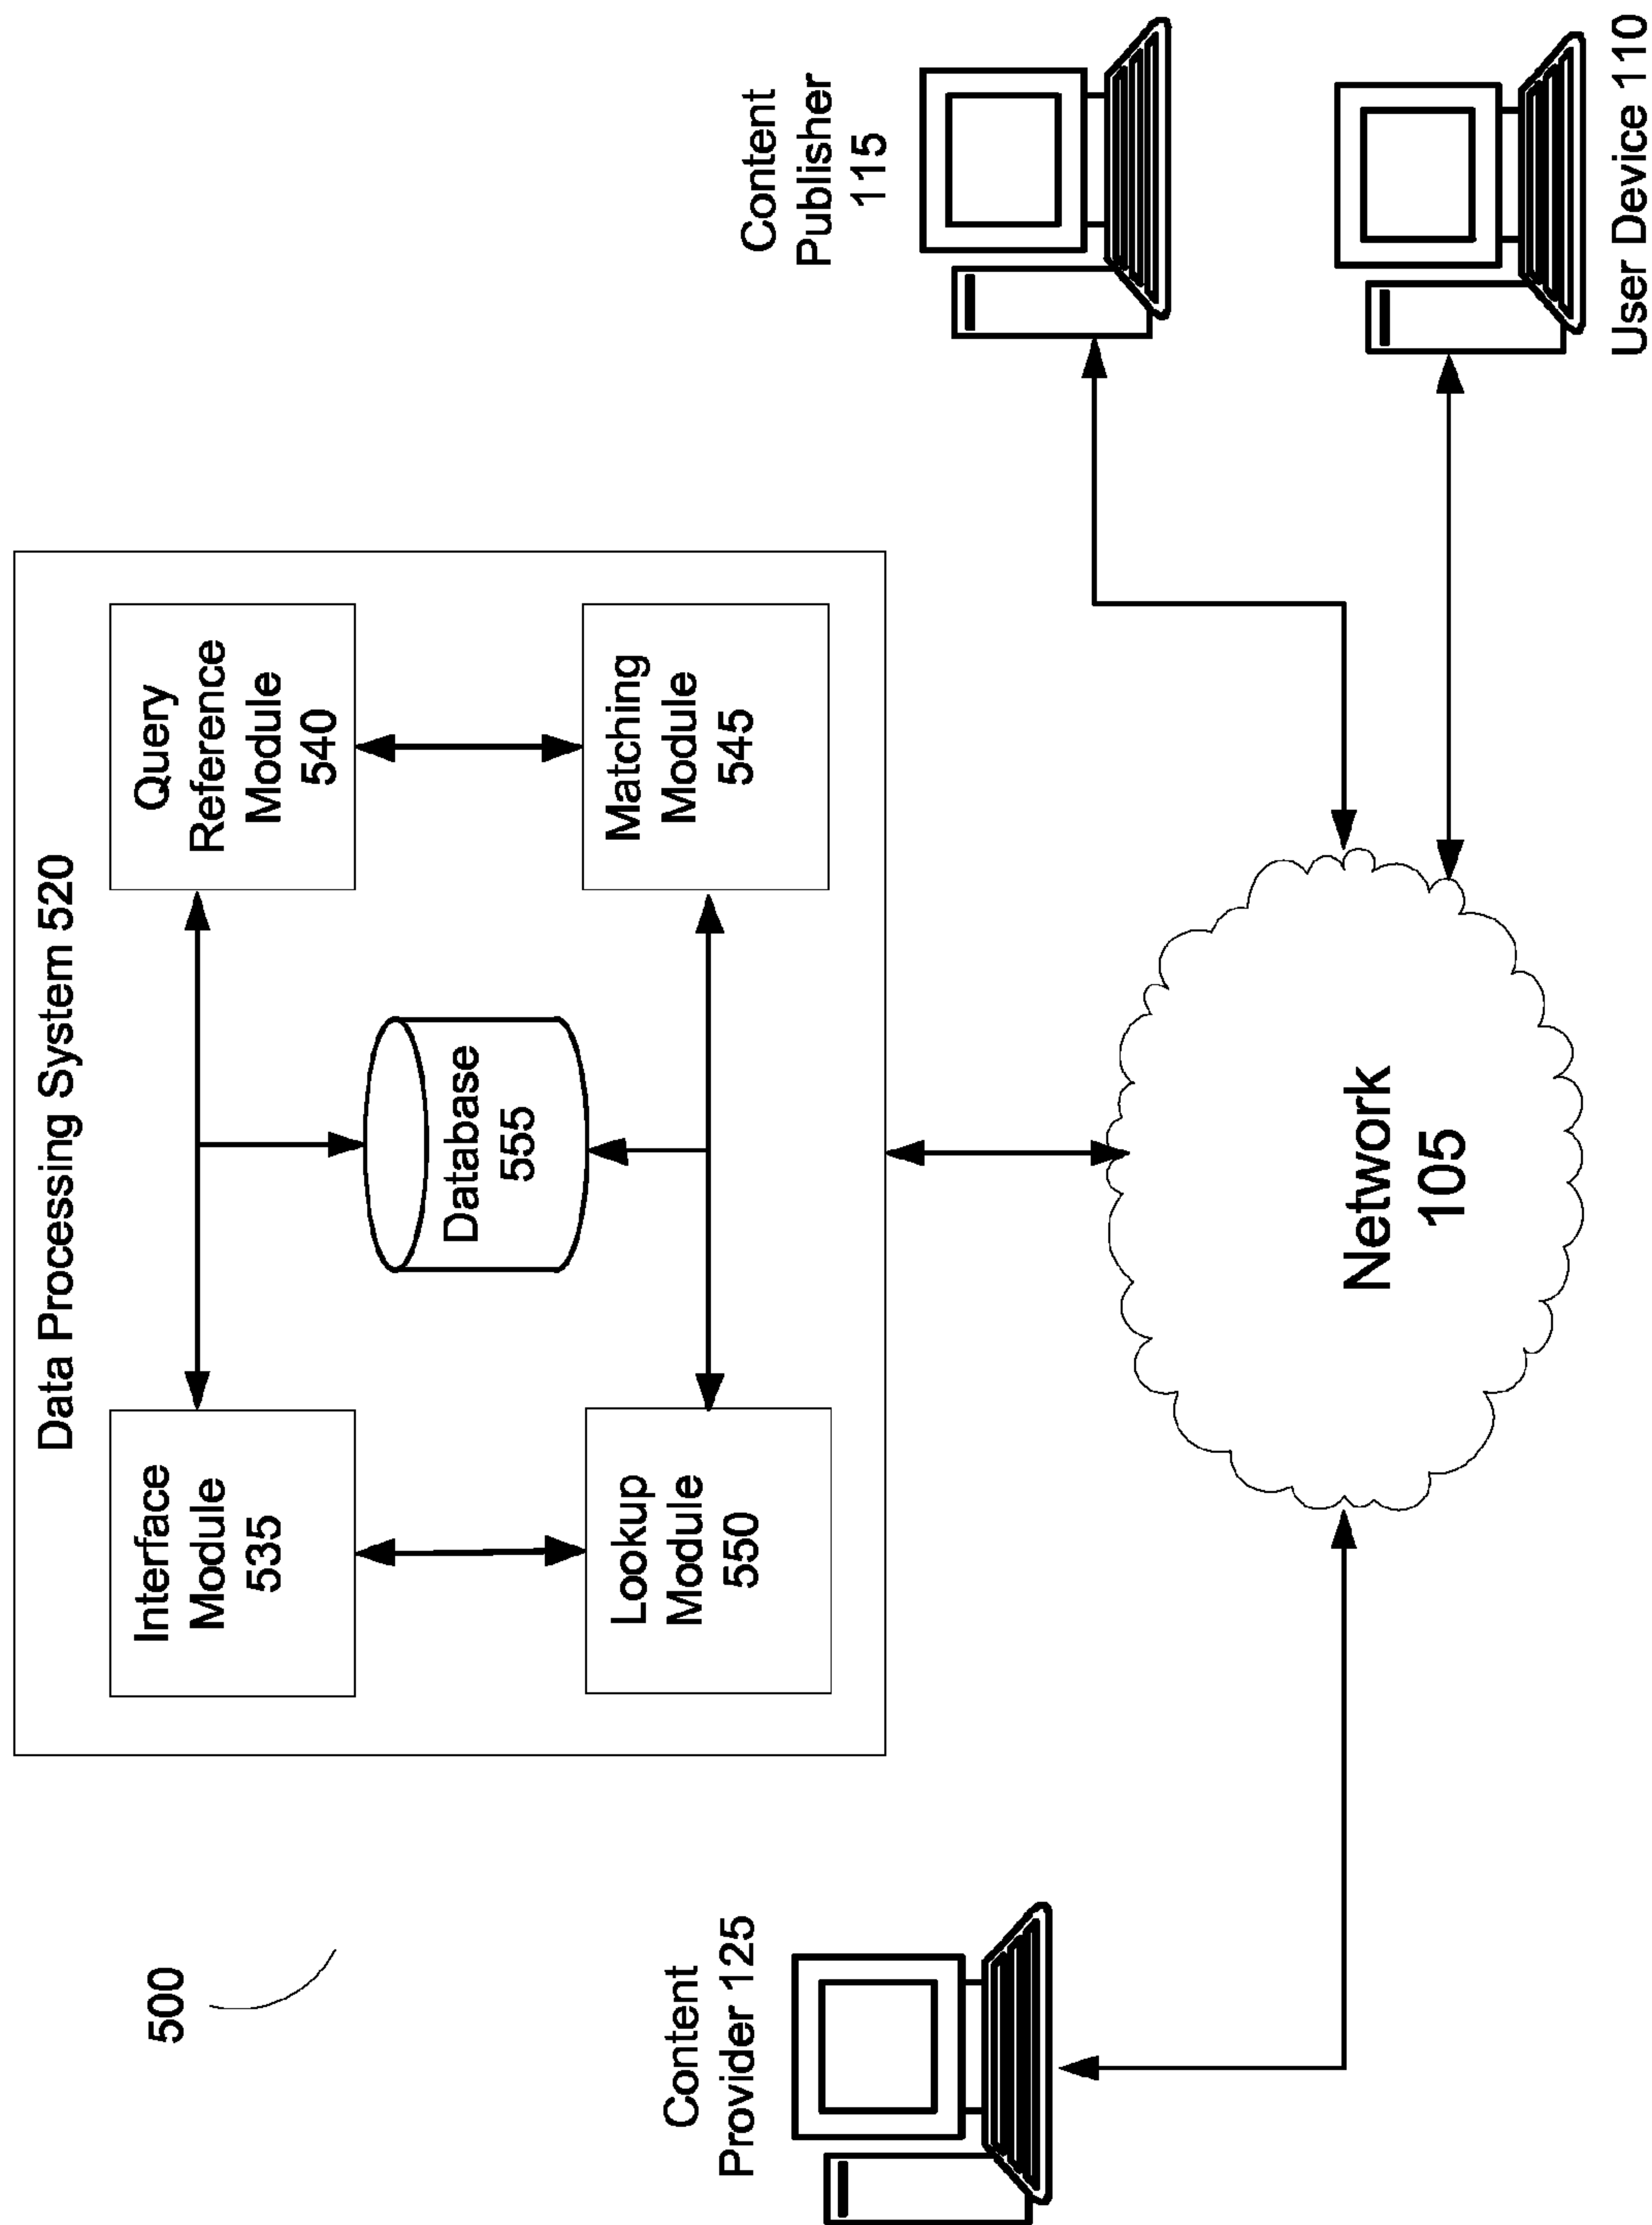 500
Data Processing System 520
Interface
Module
535
Query
Reference
Module
540
Database
555
Lookup
Module
550
Matching
Module
545
Content
Provider 125
Content
Publisher
115
Network
105
User Device 110